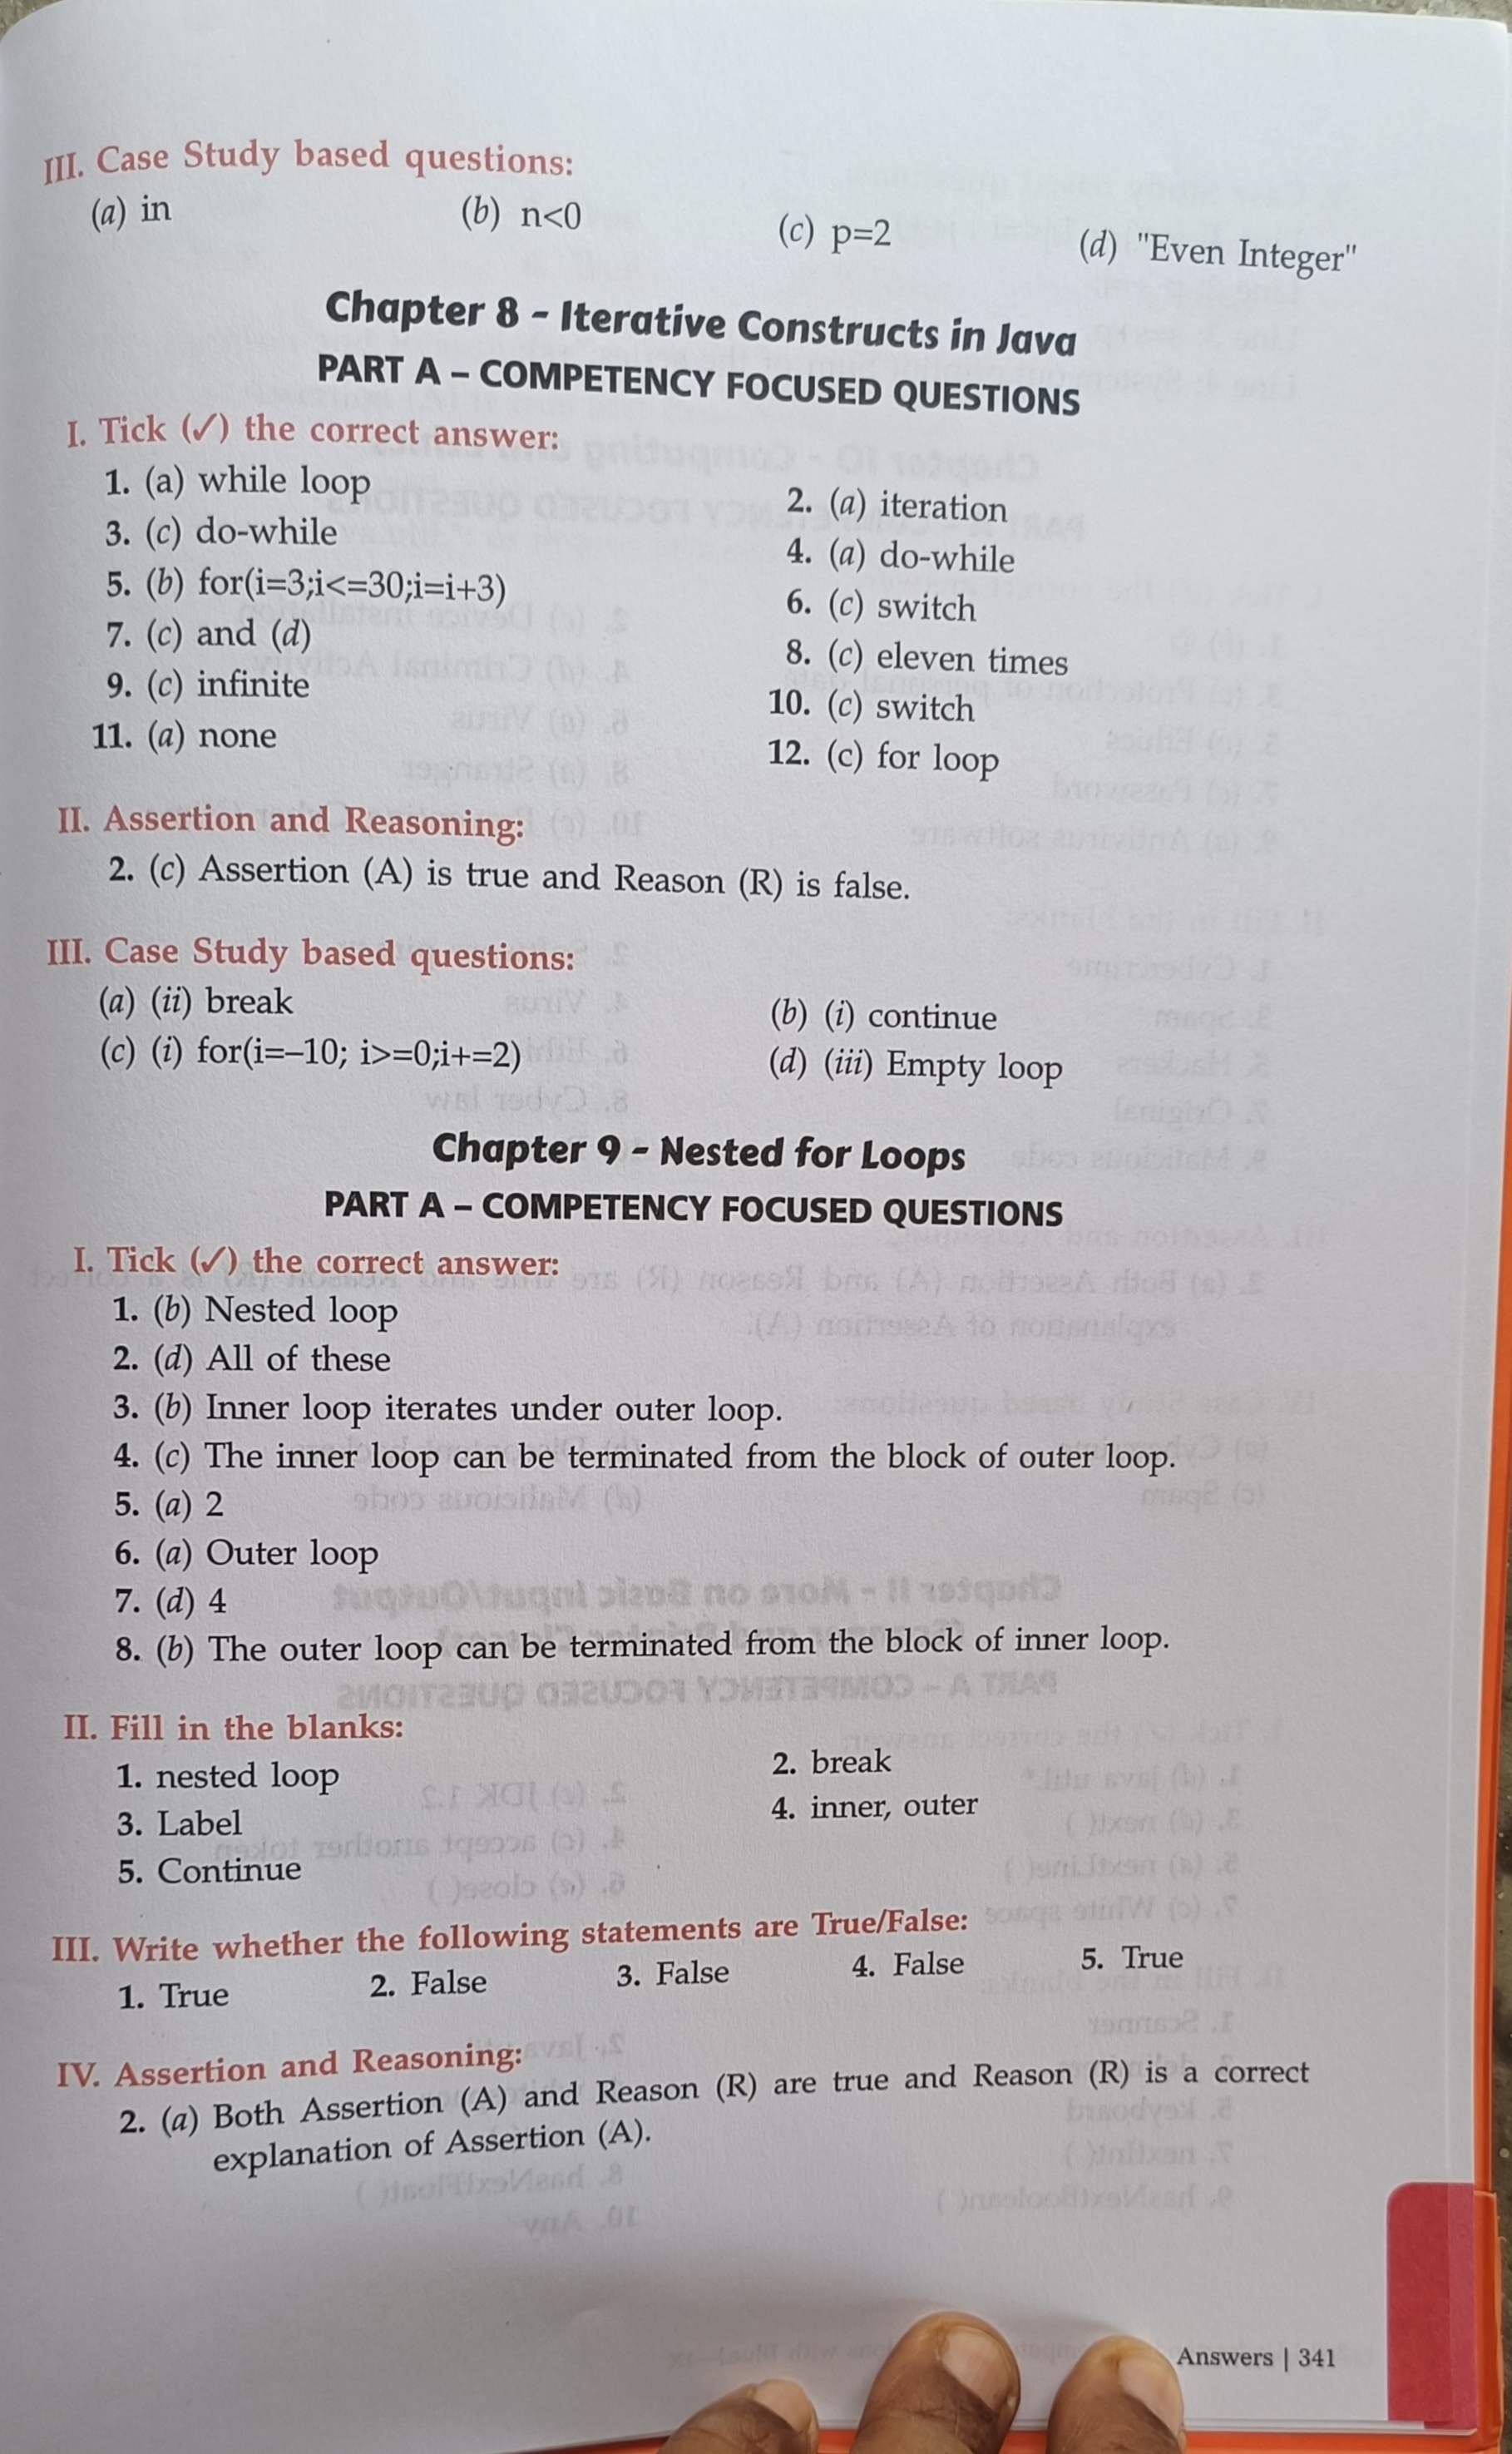 III. Case Study based questions:
(a) in (b) n<0 (c) p=2 (d) "Even Integer"
Chapter 8 - Iterative Constructs in Java
PART A – COMPETENCY FOCUSED QUESTIONS
I. Tick (✓) the correct answer:
1. (a) while loop 2. (a) iteration
3. (c) do-while 4. (a) do-while
5. (b) for(i=3;i<=30;i=i+3) 6. (c) switch
7. (c) and (d) 8. (c) eleven times
9. (c) infinite 10. (c) switch
11. (a) none 12. (c) for loop
II. Assertion and Reasoning:
2. (c) Assertion (A) is true and Reason (R) is false.
III. Case Study based questions:
(a) (ii) break (b) (i) continue
(c) (i) for(i=–10; i>=0;i+=2) (d) (iii) Empty loop
Chapter 9 - Nested for Loops
PART A – COMPETENCY FOCUSED QUESTIONS
I. Tick (✓) the correct answer:
1. (b) Nested loop
2. (d) All of these
3. (b) Inner loop iterates under outer loop.
4. (c) The inner loop can be terminated from the block of outer loop.
5. (a) 2
6. (a) Outer loop
7. (d) 4
8. (b) The outer loop can be terminated from the block of inner loop.
II. Fill in the blanks:
1. nested loop 2. break
3. Label 4. inner, outer
5. Continue
III. Write whether the following statements are True/False:
1. True 2. False 3. False 4. False 5. True
IV. Assertion and Reasoning:
2. (a) Both Assertion (A) and Reason (R) are true and Reason (R) is a correct
explanation of Assertion (A).
Answers | 341